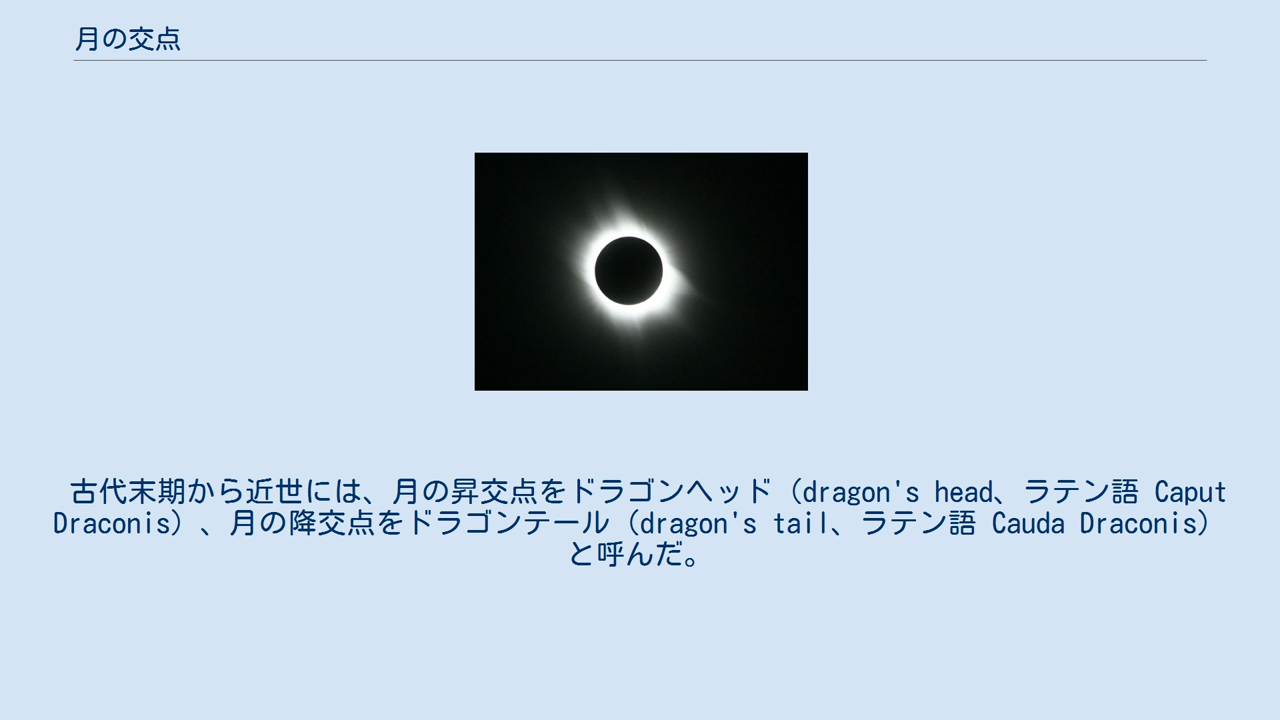 月の交点
古代末期から近世には、月の昇交点をドラゴンヘッド（dragon's head、ラテン語 Caput
Draconis）、月の降交点をドラゴンテール（dragon's tail、ラテン語 Cauda Draconis）
と呼んだ。